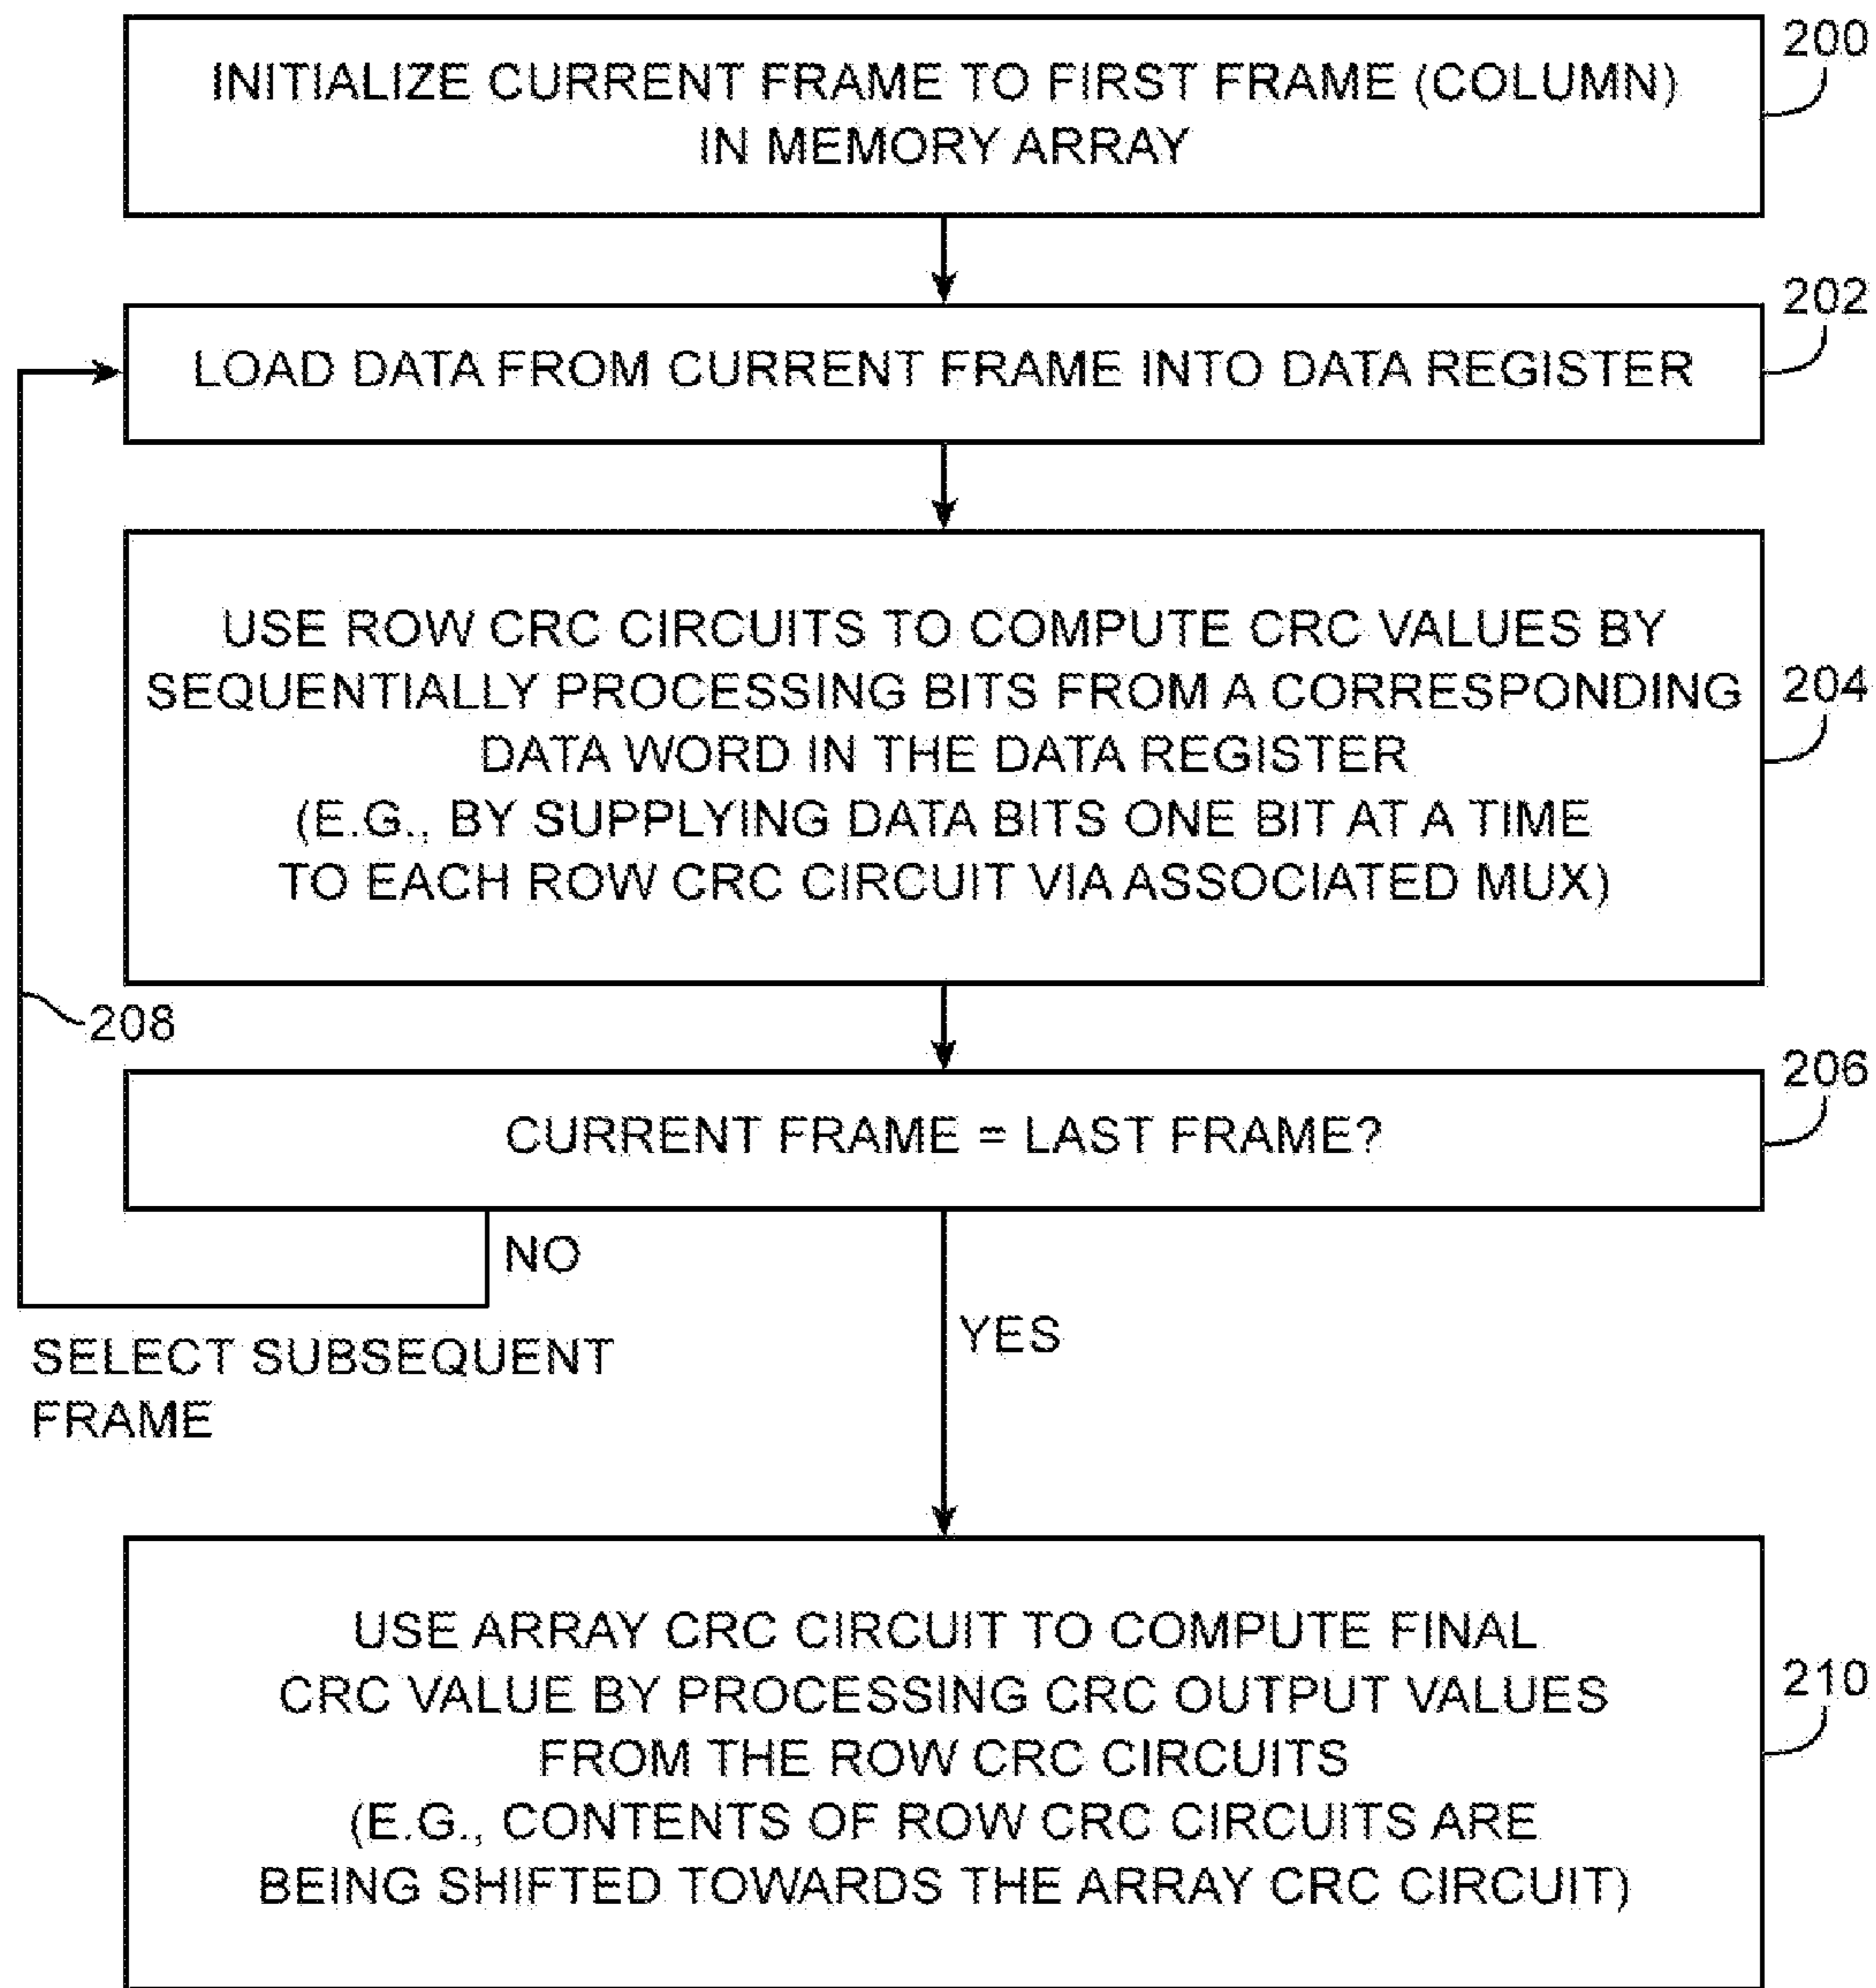 INITIALIZE CURRENT FRAME TO FIRST FRAME (COLUMN)
IN MEMORY ARRAY
200
LOAD DATA FROM CURRENT FRAME INTO DATA REGISTER
202
USE ROW CRC CIRCUITS TO COMPUTE CRC VALUES BY
SEQUENTIALLY PROCESSING BITS FROM A CORRESPONDING
DATA WORD IN THE DATA REGISTER
(E.G., BY SUPPLYING DATA BITS ONE BIT AT A TIME
TO EACH ROW CRC CIRCUIT VIA ASSOCIATED MUX)
204
208
CURRENT FRAME = LAST FRAME?
206
NO
YES
SELECT SUBSEQUENT
FRAME
USE ARRAY CRC CIRCUIT TO COMPUTE FINAL
CRC VALUE BY PROCESSING CRC OUTPUT VALUES
FROM THE ROW CRC CIRCUITS
(E.G., CONTENTS OF ROW CRC CIRCUITS ARE
BEING SHIFTED TOWARDS THE ARRAY CRC CIRCUIT)
210